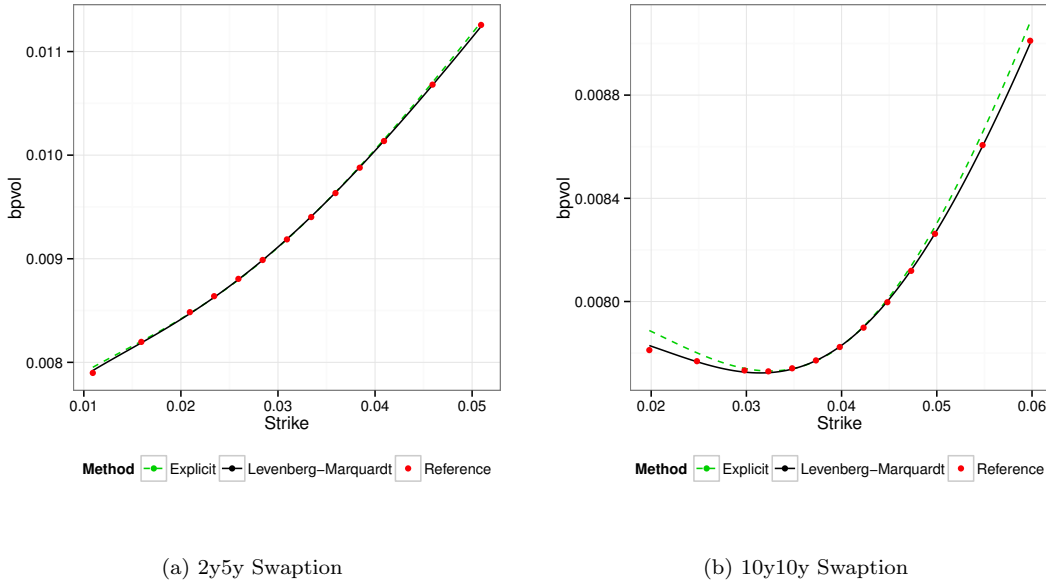 0.011
0.010
0.009
0.008
bpvol
0.01 0.02 0.03 0.04 0.05
Strike
Method Explicit Levenberg−Marquardt Reference
(a) 2y5y Swaption
0.0088
0.0084
0.0080
bpvol
0.02 0.03 0.04 0.05 0.06
Strike
Method Explicit Levenberg−Marquardt Reference
(b) 10y10y Swaption